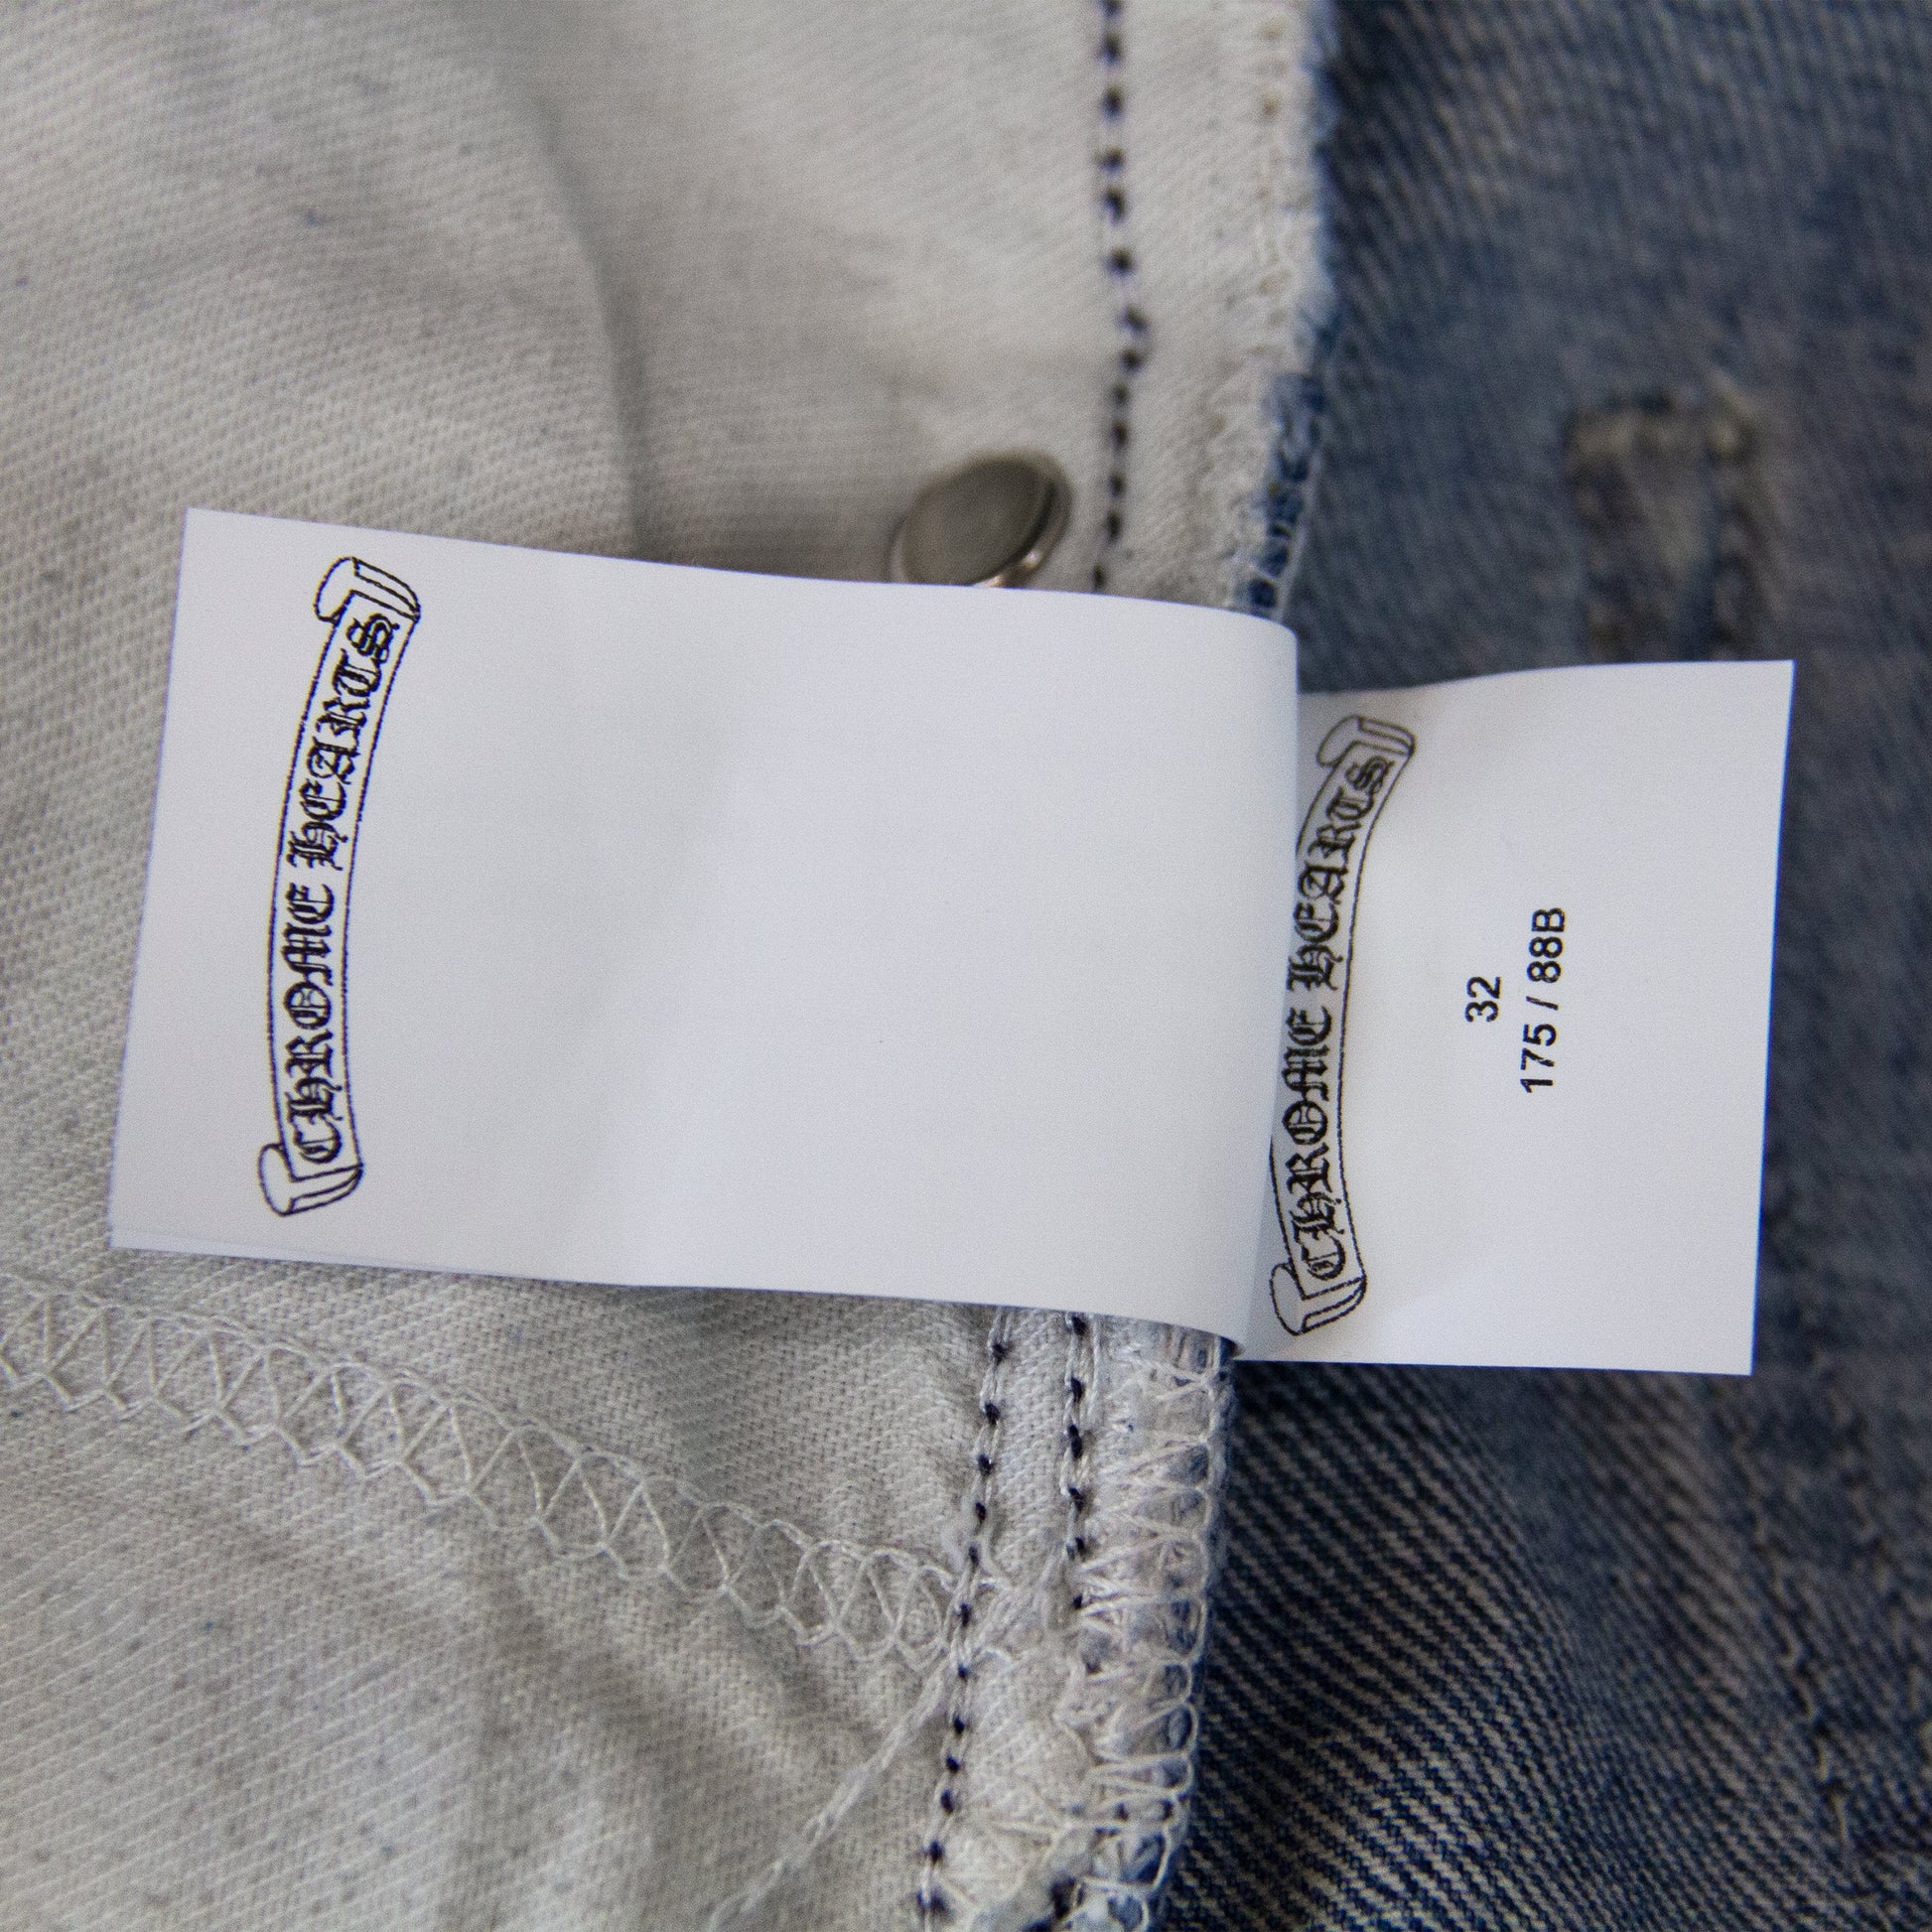 CHROME HEARTS
CHROME HEARTS
32
175 / 88B